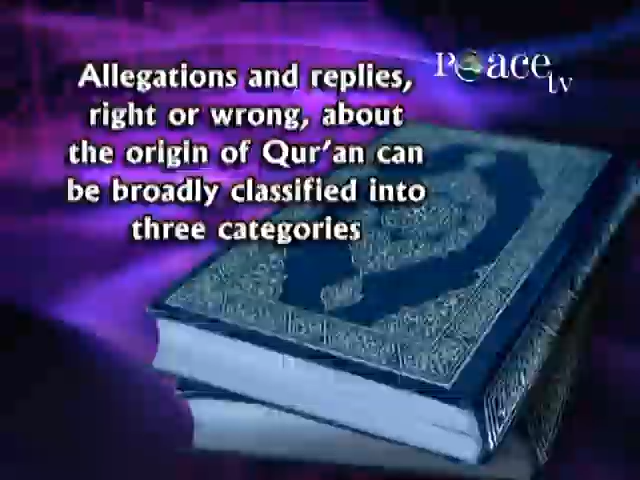 Allegations and replies,
right or wrong, about
the origin of Qur'an can
be broadly classified into
three categories
peace tv